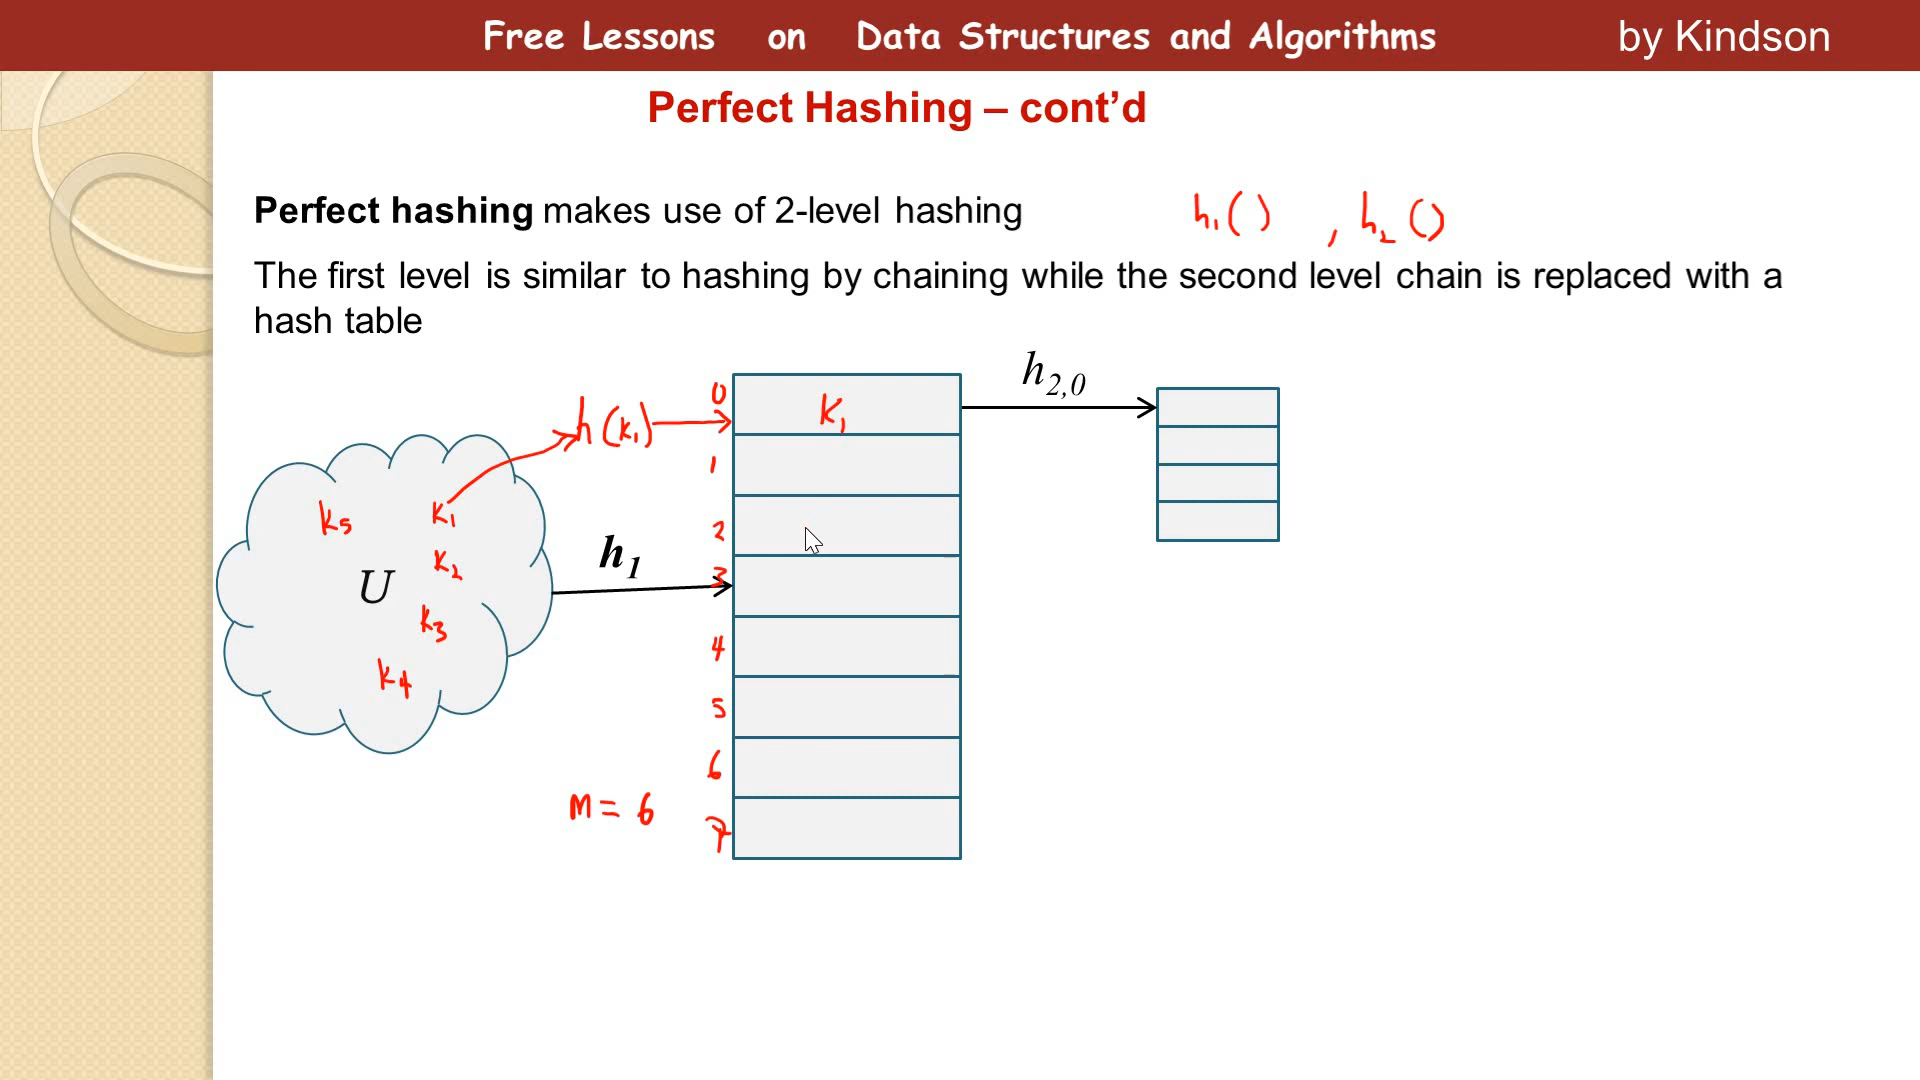 Free Lessons on Data Structures and Algorithms by Kindson
Perfect Hashing – cont’d
Perfect hashing makes use of 2-level hashing h₁( ) , h₂ ( )
The first level is similar to hashing by chaining while the second level chain is replaced with a
hash table
h2,0
0 K₁
h(k₁)
1
k5 K1
2
h1
K2
U
3
k3
4
k4
5
6
m = 6
7